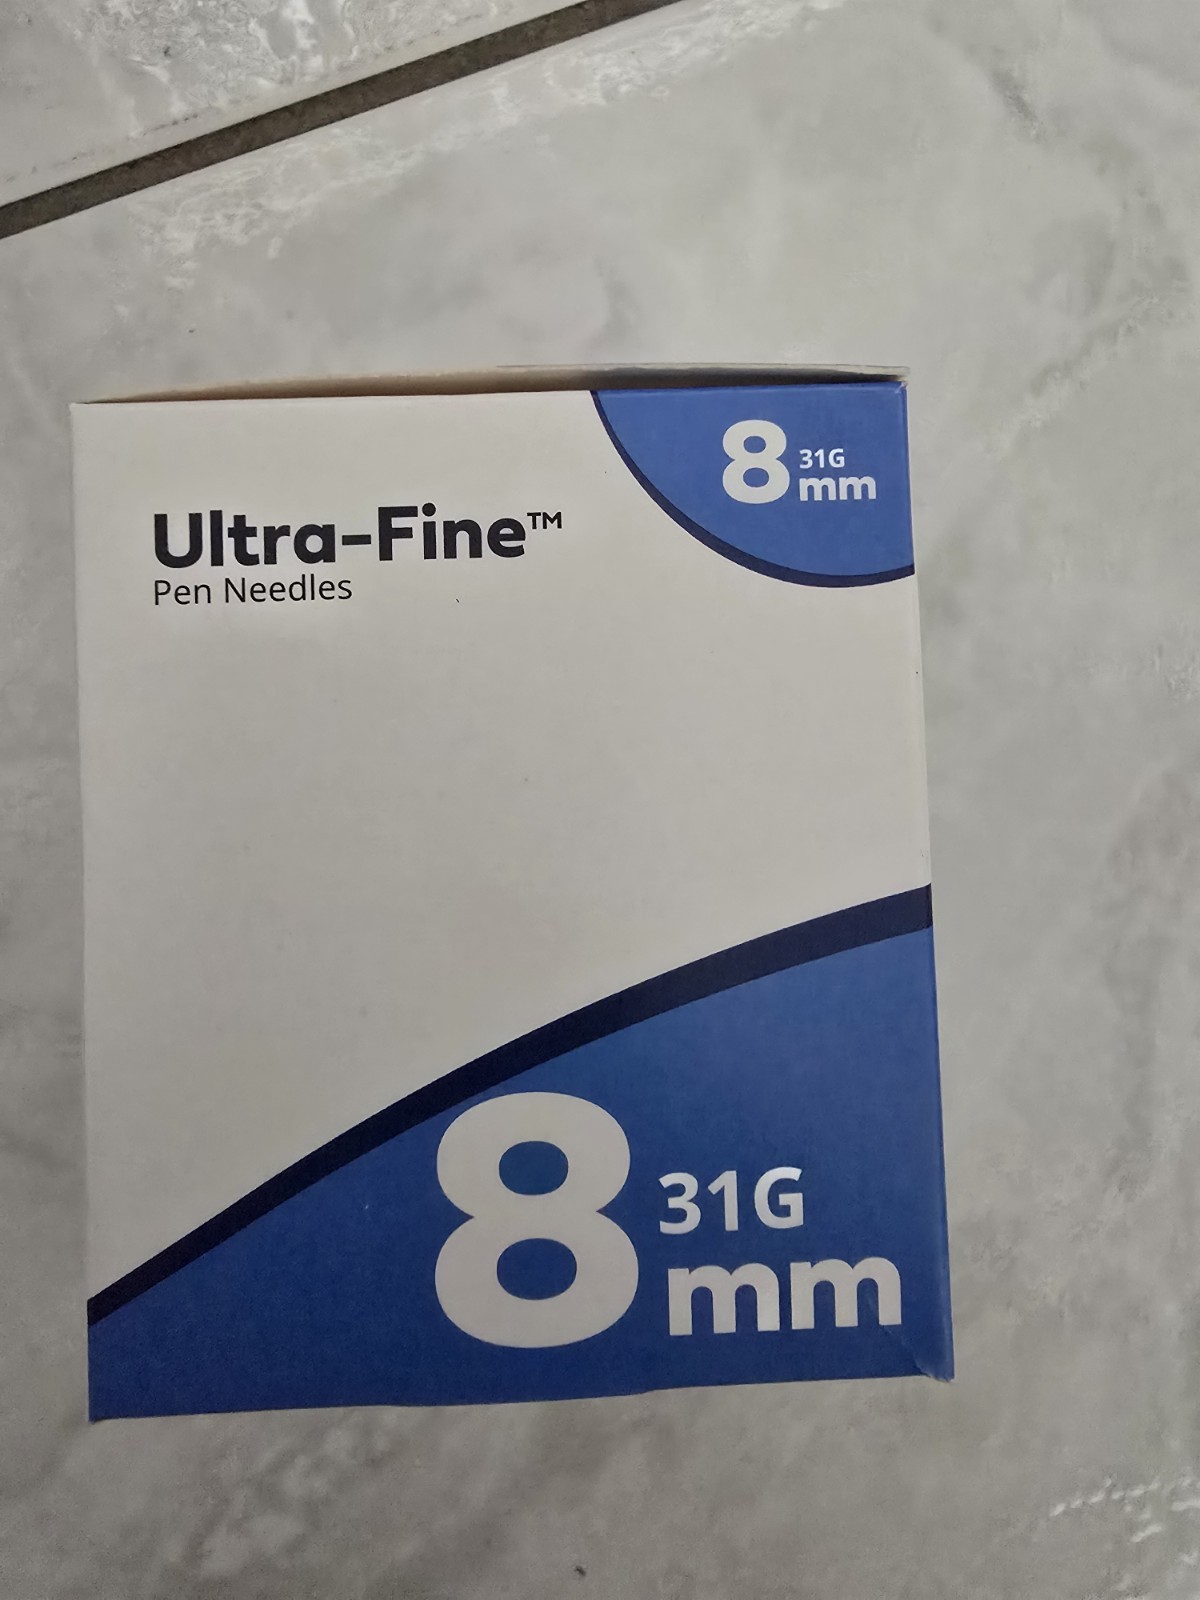 8 31G
mm
Ultra-Fine™
Pen Needles
8 31G
mm